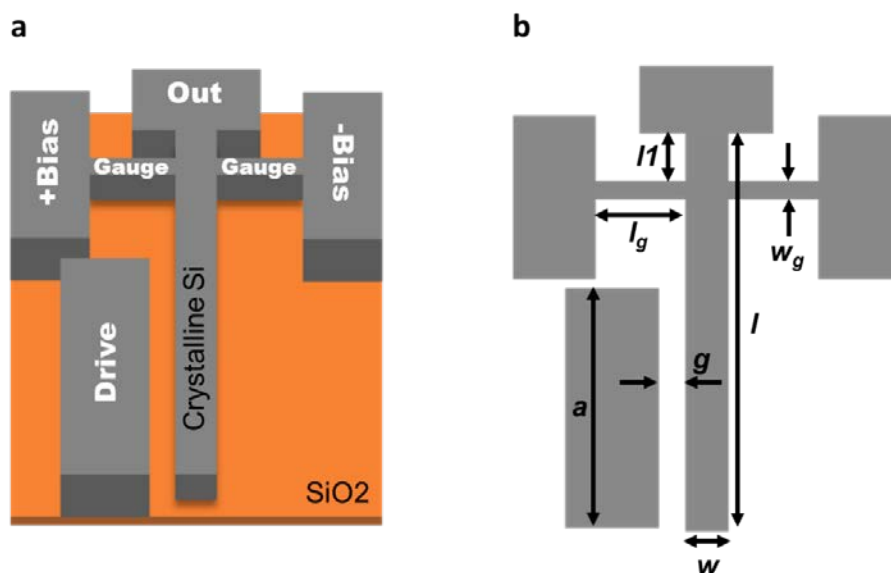 a
Out
+Bias
-Bias
Gauge
Gauge
Drive
Crystalline Si
SiO2
b
l1
lg
wg
l
g
a
w